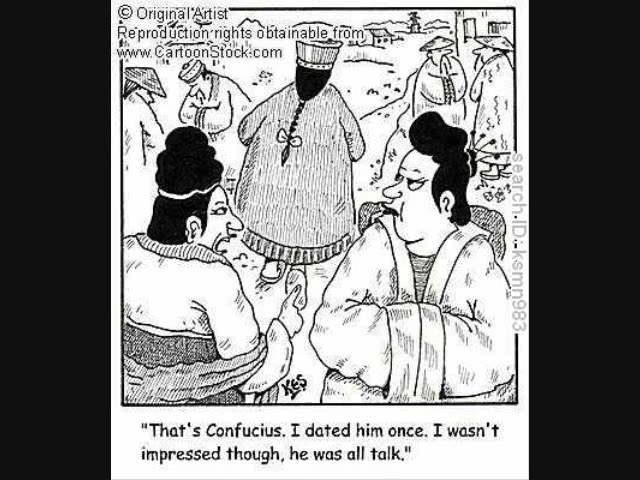 © Original Artist
Reproduction rights obtainable from
www.CartoonStock.com
search ID: ksmn983
KES
"That's Confucius. I dated him once. I wasn't
impressed though, he was all talk."